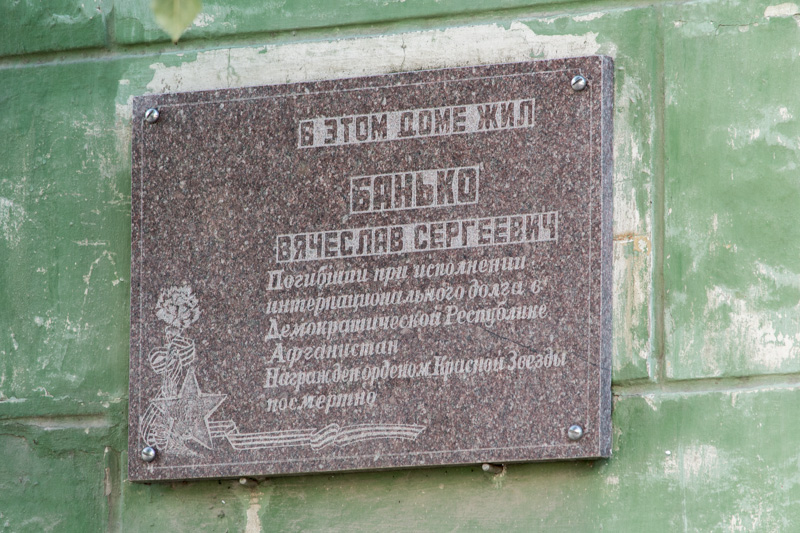 В ЭТОМ ДОМЕ ЖИЛ
БАНЬКО
ВЯЧЕСЛАВ СЕРГЕЕВИЧ
Погибший при исполнении
интернационального долга в
Демократической Республике
Афганистан
Награжден орденом Красной Звезды
посмертно